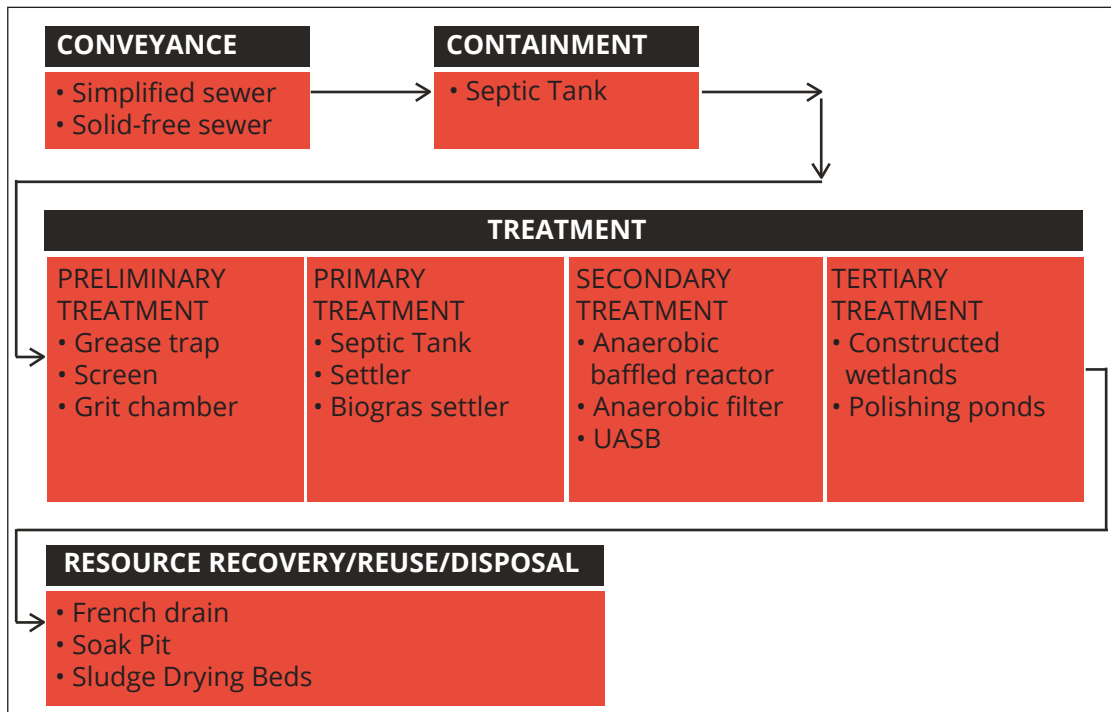 CONVEYANCE
• Simplified sewer
• Solid-free sewer
CONTAINMENT
• Septic Tank
TREATMENT
PRELIMINARY
TREATMENT
• Grease trap
• Screen
• Grit chamber
PRIMARY
TREATMENT
• Septic Tank
• Settler
• Biogras settler
SECONDARY
TREATMENT
• Anaerobic
baffled reactor
• Anaerobic filter
• UASB
TERTIARY
TREATMENT
• Constructed
wetlands
• Polishing ponds
RESOURCE RECOVERY/REUSE/DISPOSAL
• French drain
• Soak Pit
• Sludge Drying Beds